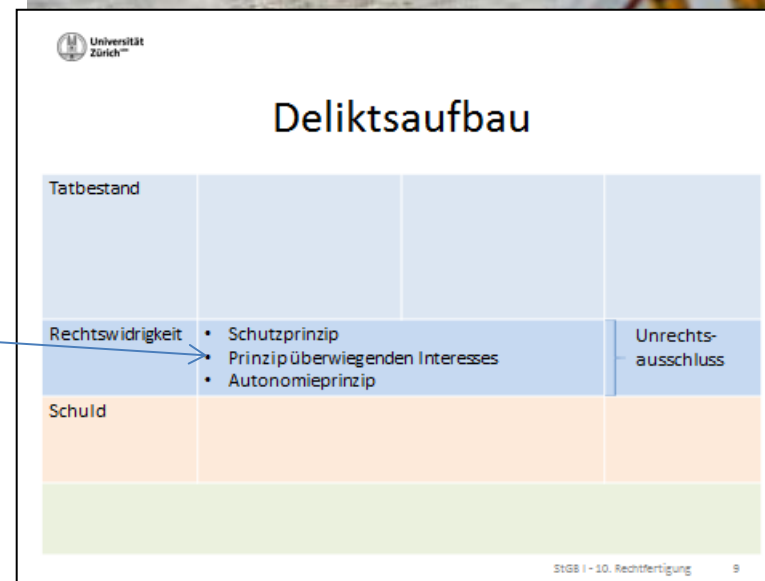 Universität
Zürich
Deliktsaufbau
Tatbestand
Rechtswidrigkeit
• Schutzprinzip
• Prinzip überwiegenden Interesses
• Autonomieprinzip
Unrechts-
ausschluss
Schuld
StGB I - 10. Rechtfertigung 9